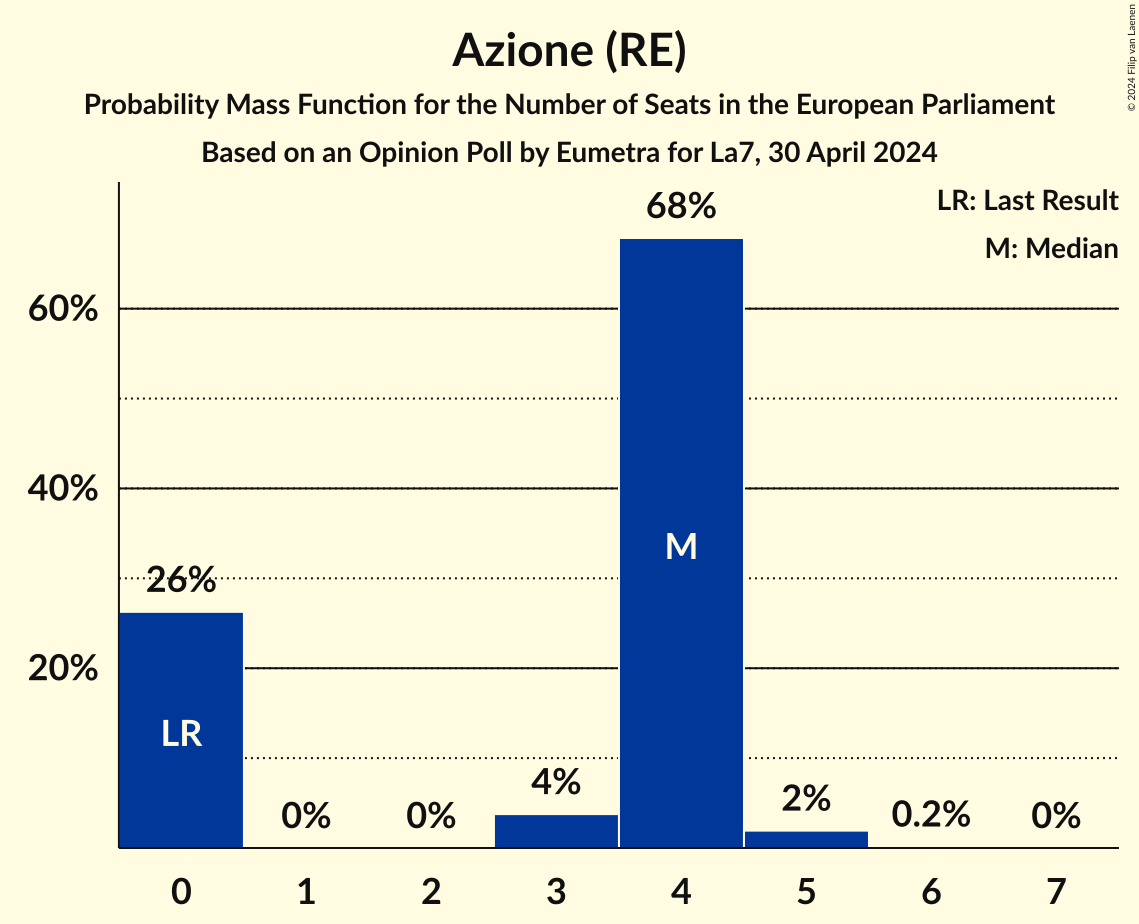 Azione (RE)
Probability Mass Function for the Number of Seats in the European Parliament
Based on an Opinion Poll by Eumetra for La7, 30 April 2024
© 2024 Filip van Laenen
LR: Last Result
M: Median
68%
60%
40%
M
26%
20%
LR
4%
2%
0%
0%
0.2%
0%
0 1 2 3 4 5 6 7